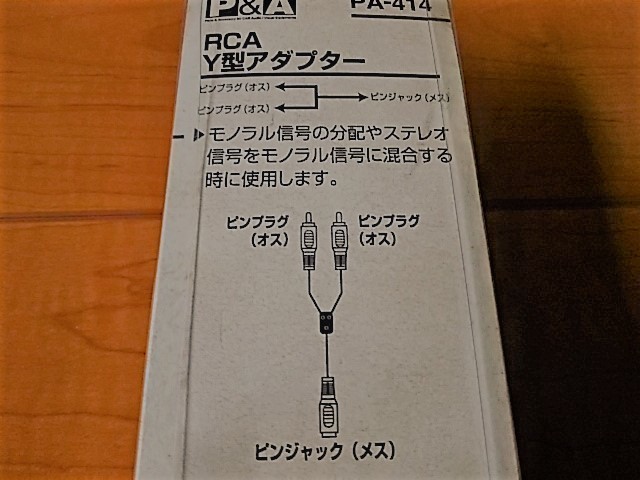 P&A
PA-414
RCA
Y型アダプター
ピンプラグ(オス)
ピンプラグ(オス)
ピンジャック(メス)
モノラル信号の分配やステレオ
信号をモノラル信号に混合する
時に使用します。
ピンプラグ
(オス)
ピンプラグ
(オス)
ピンジャック(メス)